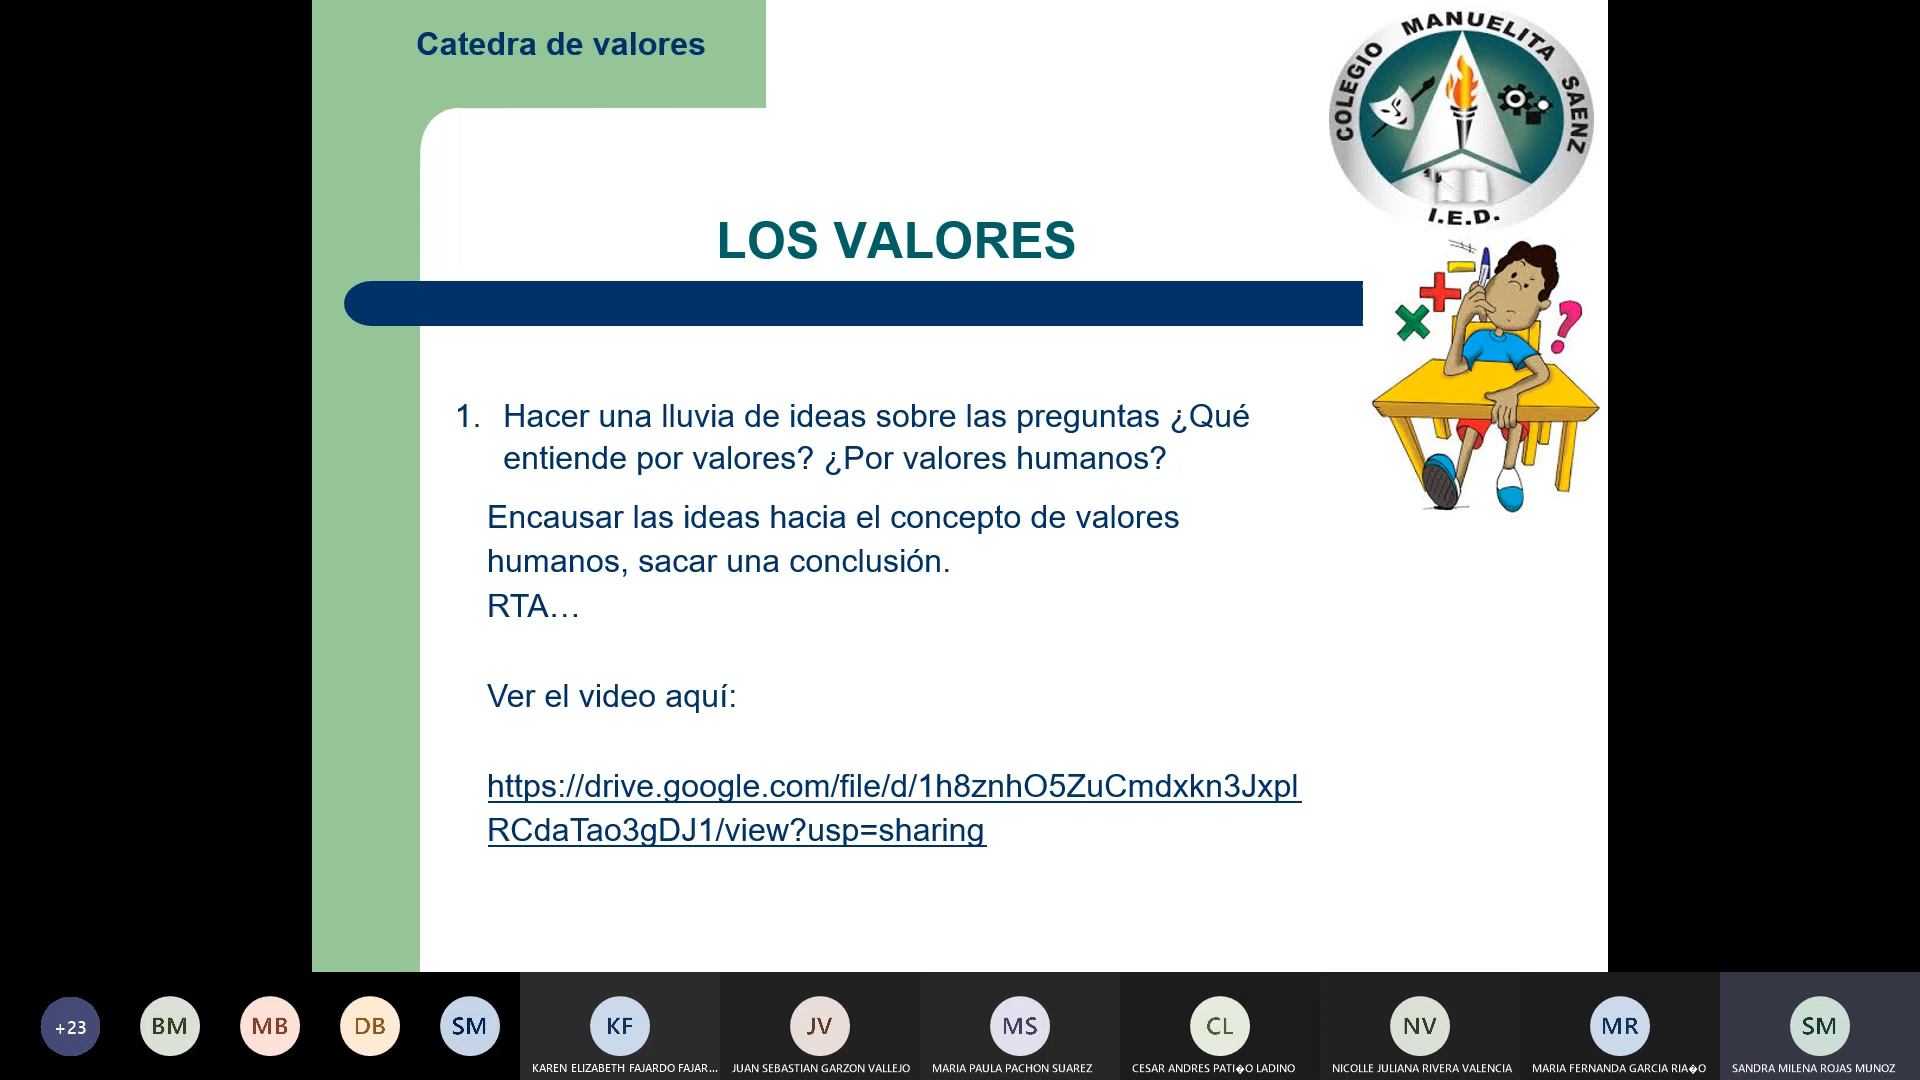 Catedra de valores
COLEGIO MANUELITA SAENZ
I.E.D.
LOS VALORES
1. Hacer una lluvia de ideas sobre las preguntas ¿Qué
entiende por valores? ¿Por valores humanos?
Encausar las ideas hacia el concepto de valores
humanos, sacar una conclusión.
RTA…
Ver el video aquí:
https://drive.google.com/file/d/1h8znhO5ZuCmdxkn3Jxpl
RCdaTao3gDJ1/view?usp=sharing
+23 BM MB DB SM KF JV MS CL NV MR SM
KAREN ELIZABETH FAJARDO FAJAR... JUAN SEBASTIAN GARZON VALLEJO MARIA PAULA PACHON SUAREZ CESAR ANDRES PATI�O LADINO NICOLLE JULIANA RIVERA VALENCIA MARIA FERNANDA GARCIA RIA�O SANDRA MILENA ROJAS MUNOZ